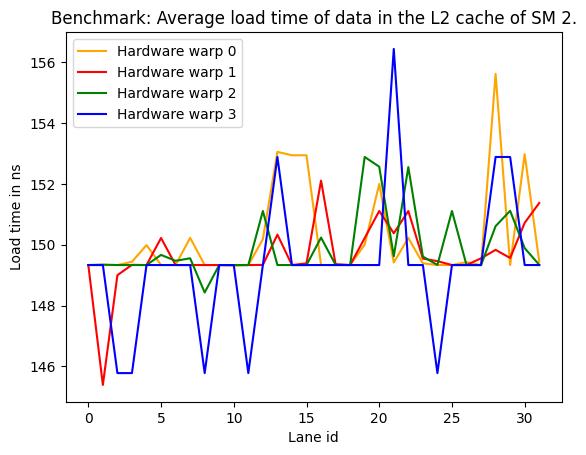 Benchmark: Average load time of data in the L2 cache of SM 2.
Hardware warp 0
Hardware warp 1
Hardware warp 2
Hardware warp 3
Load time in ns
156
154
152
150
148
146
0 5 10 15 20 25 30
Lane id